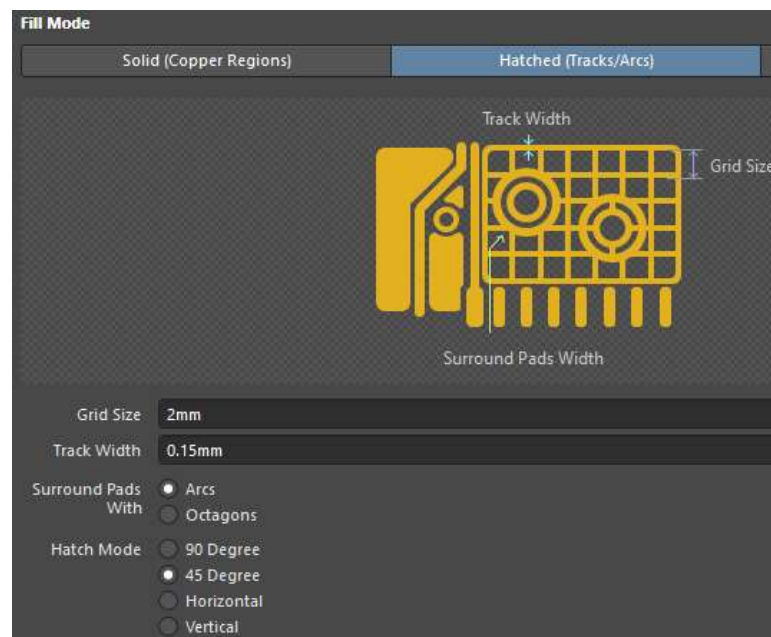 Fill Mode
Solid (Copper Regions)
Hatched (Tracks/Arcs)
Track Width
Grid Size
Surround Pads Width
Grid Size 2mm
Track Width 0.15mm
Surround Pads With
Arcs
Octagons
Hatch Mode
90 Degree
45 Degree
Horizontal
Vertical